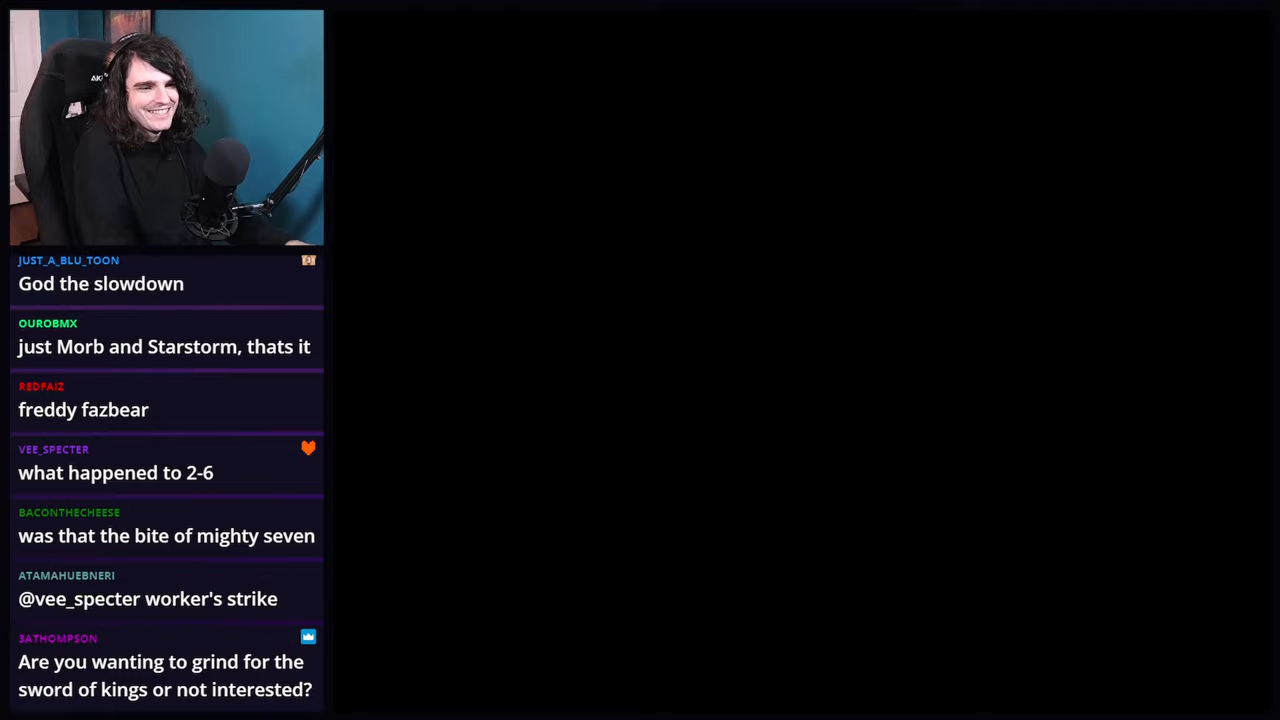 AK
JUST_A_BLU_TOON
God the slowdown
OUROBMX
just Morb and Starstorm, thats it
REDFAIZ
freddy fazbear
VEE_SPECTER
what happened to 2-6
BACONTHECHEESE
was that the bite of mighty seven
ATAMAHUEBNERI
@vee_specter worker's strike
3ATHOMPSON
Are you wanting to grind for the
sword of kings or not interested?